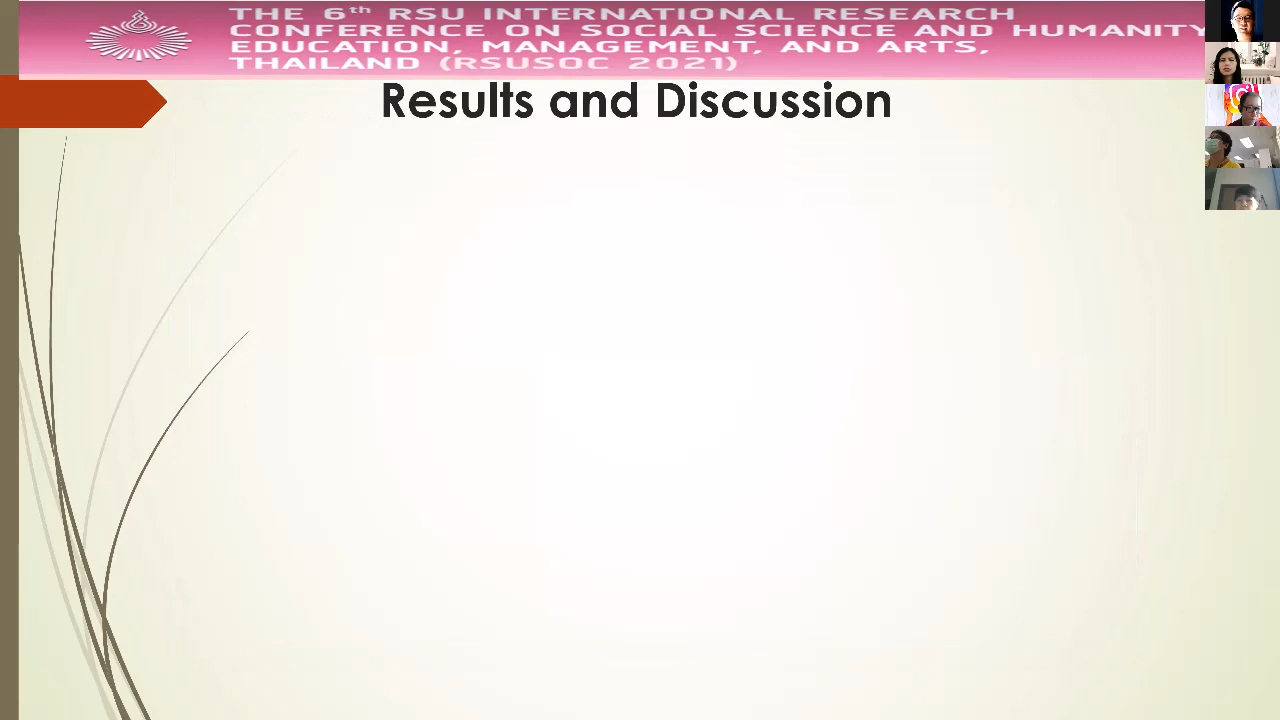 THE 6th RSU INTERNATIONAL RESEARCH
CONFERENCE ON SOCIAL SCIENCE AND HUMANITY
EDUCATION, MANAGEMENT, AND ARTS,
THAILAND (RSUSOC 2021)
Results and Discussion